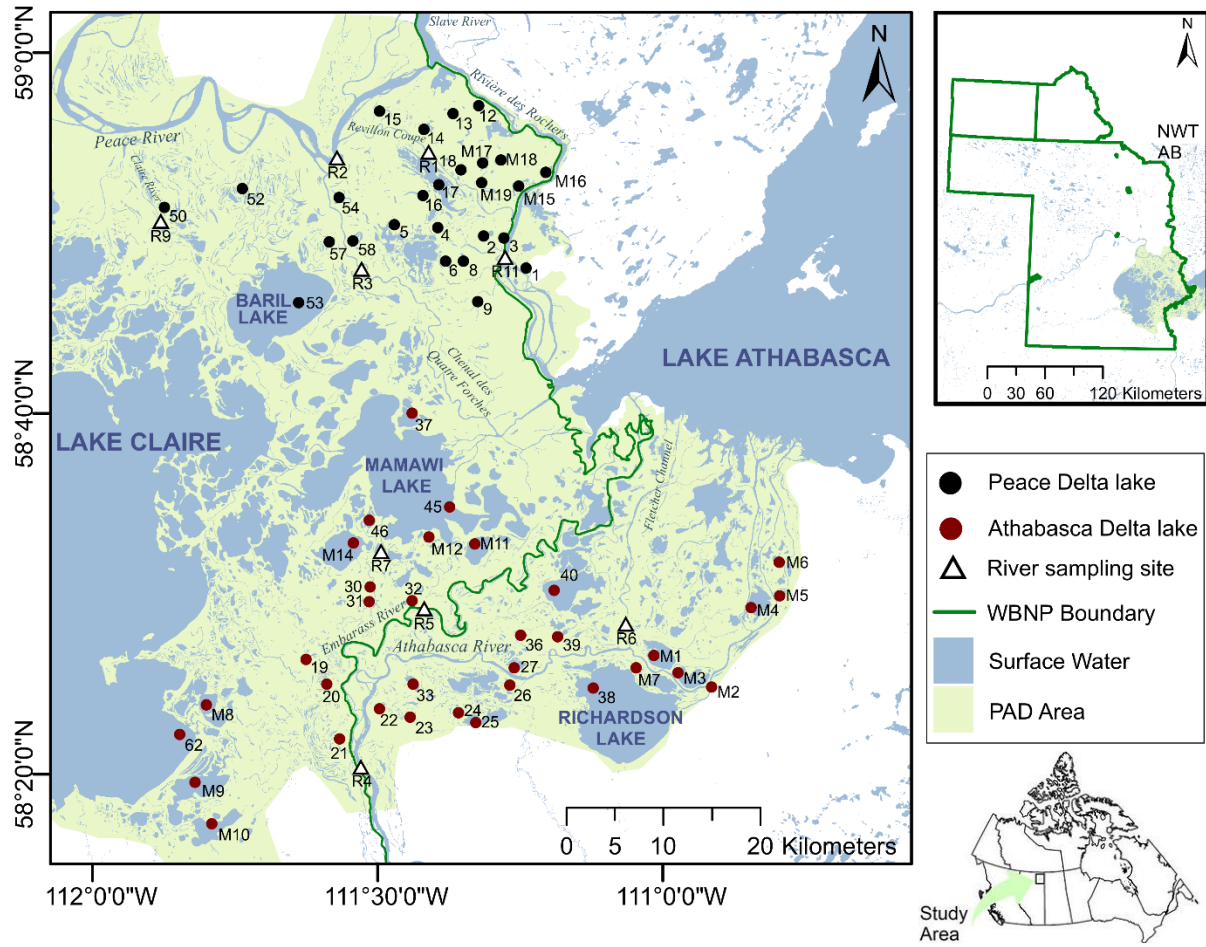 59°0'0"N
58°40'0"N
58°20'0"N
112°0'0"W
111°30'0"W
111°0'0"W
Slave River
N
Rivière des Rochers
15
13
12
14
Revillon Coupe
Peace River
R1
18
M17
M18
M16
R2
17
M19
M15
Claire River
52
54
16
50
R9
5
4
2
3
57
58
R3
6
8
R11
1
9
BARIL
LAKE
53
Chenal des
Quatre Fourches
LAKE ATHABASCA
LAKE CLAIRE
37
MAMAWI
LAKE
45
Fletcher Channel
46
M14
R7
M12
M11
30
31
32
40
M6
M5
M4
Embarass River
R5
Athabasca River
36
39
R6
19
20
33
27
26
M1
M7
M3
M2
38
RICHARDSON
LAKE
22
23
24
25
21
R4
M8
62
M9
M10
0 5 10 20 Kilometers
N
NWT
AB
0 30 60 120 Kilometers
Peace Delta lake
Athabasca Delta lake
River sampling site
WBNP Boundary
Surface Water
PAD Area
Study
Area